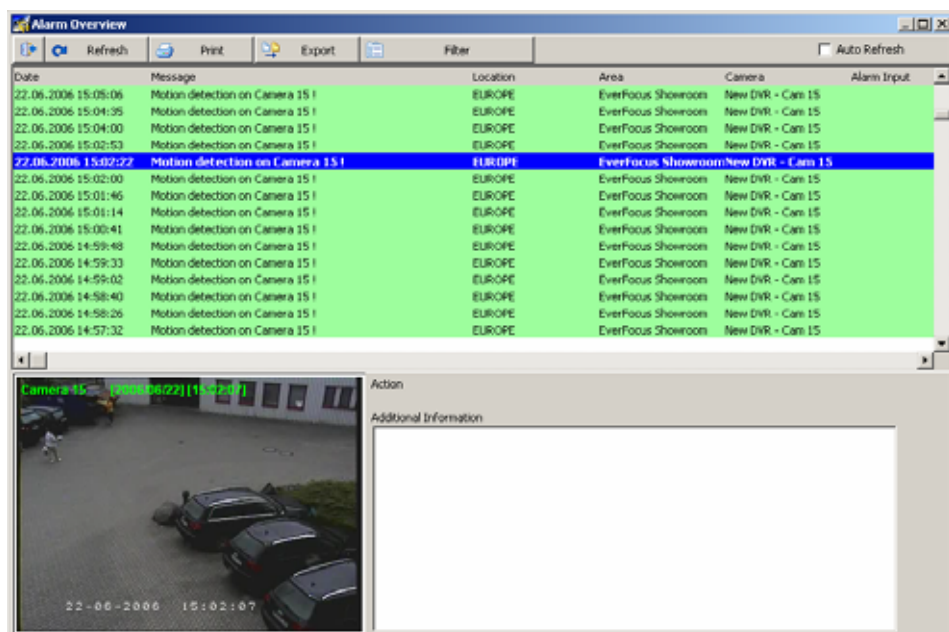 Alarm Overview
Refresh Print Export Filter Auto Refresh
Date Message Location Area Camera Alarm Input
22.06.2006 15:05:06 Motion detection on Camera 15 ! EUROPE EverFocus Showroom New DVR - Cam 15
22.06.2006 15:04:35 Motion detection on Camera 15 ! EUROPE EverFocus Showroom New DVR - Cam 15
22.06.2006 15:04:00 Motion detection on Camera 15 ! EUROPE EverFocus Showroom New DVR - Cam 15
22.06.2006 15:02:53 Motion detection on Camera 15 ! EUROPE EverFocus Showroom New DVR - Cam 15
22.06.2006 15:02:22 Motion detection on Camera 15 ! EUROPE EverFocus Showroom New DVR - Cam 15
22.06.2006 15:02:00 Motion detection on Camera 15 ! EUROPE EverFocus Showroom New DVR - Cam 15
22.06.2006 15:01:46 Motion detection on Camera 15 ! EUROPE EverFocus Showroom New DVR - Cam 15
22.06.2006 15:01:14 Motion detection on Camera 15 ! EUROPE EverFocus Showroom New DVR - Cam 15
22.06.2006 15:00:41 Motion detection on Camera 15 ! EUROPE EverFocus Showroom New DVR - Cam 15
22.06.2006 14:59:48 Motion detection on Camera 15 ! EUROPE EverFocus Showroom New DVR - Cam 15
22.06.2006 14:59:33 Motion detection on Camera 15 ! EUROPE EverFocus Showroom New DVR - Cam 15
22.06.2006 14:59:02 Motion detection on Camera 15 ! EUROPE EverFocus Showroom New DVR - Cam 15
22.06.2006 14:58:40 Motion detection on Camera 15 ! EUROPE EverFocus Showroom New DVR - Cam 15
22.06.2006 14:58:26 Motion detection on Camera 15 ! EUROPE EverFocus Showroom New DVR - Cam 15
22.06.2006 14:57:32 Motion detection on Camera 15 ! EUROPE EverFocus Showroom New DVR - Cam 15
Camera 15 [2006/06/22] [15:02:07]
22-06-2006 15:02:07
Action
Additional Information